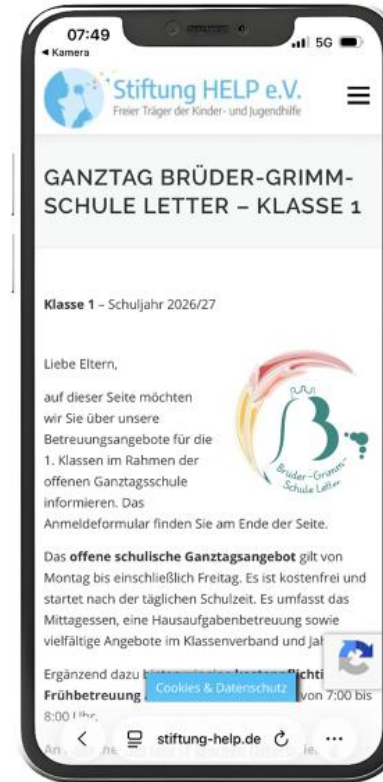 07:49
5G
Kamera
Stiftung HELP e.V.
Freier Träger der Kinder- und Jugendhilfe
GANZTAG BRÜDER-GRIMM-
SCHULE LETTER – KLASSE 1
Klasse 1 – Schuljahr 2026/27
Liebe Eltern,
auf dieser Seite möchten
wir Sie über unsere
Betreuungsangebote für die
1. Klassen im Rahmen der
offenen Ganztagsschule
informieren. Das
Anmeldeformular finden Sie am Ende der Seite.
Brüder-Grimm-
Schule Letter
Das offene schulische Ganztagsangebot gilt von
Montag bis einschließlich Freitag. Es ist kostenfrei und
startet nach der täglichen Schulzeit. Es umfasst das
Mittagessen, eine Hausaufgabenbetreuung sowie
vielfältige Angebote im Klassenverband und
Ergänzend dazu
Frühbetreuung von 7:00 bis
8:00 Uhr.
Cookies & Datenschutz
stiftung-help.de